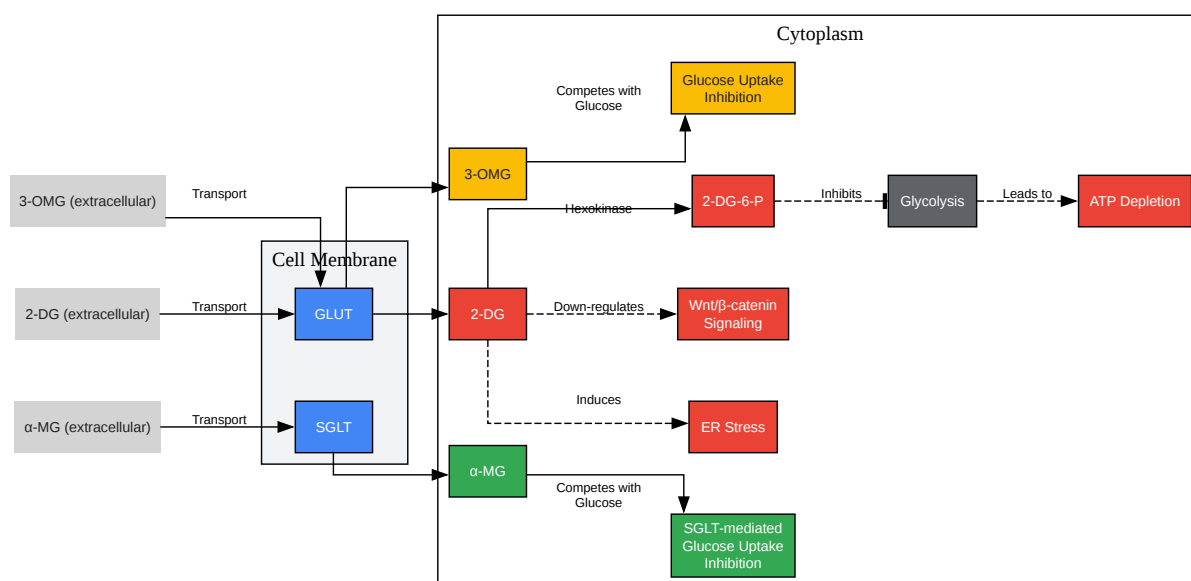 Cytoplasm
Glucose Uptake
Inhibition
Competes with
Glucose
3-OMG
3-OMG (extracellular)
Transport
Hexokinase
2-DG-6-P
Inhibits
Glycolysis
Leads to
ATP Depletion
Cell Membrane
2-DG (extracellular)
Transport
GLUT
2-DG
Down-regulates
Wnt/β-catenin
Signaling
α-MG (extracellular)
Transport
SGLT
Induces
ER Stress
α-MG
Competes with
Glucose
SGLT-mediated
Glucose Uptake
Inhibition